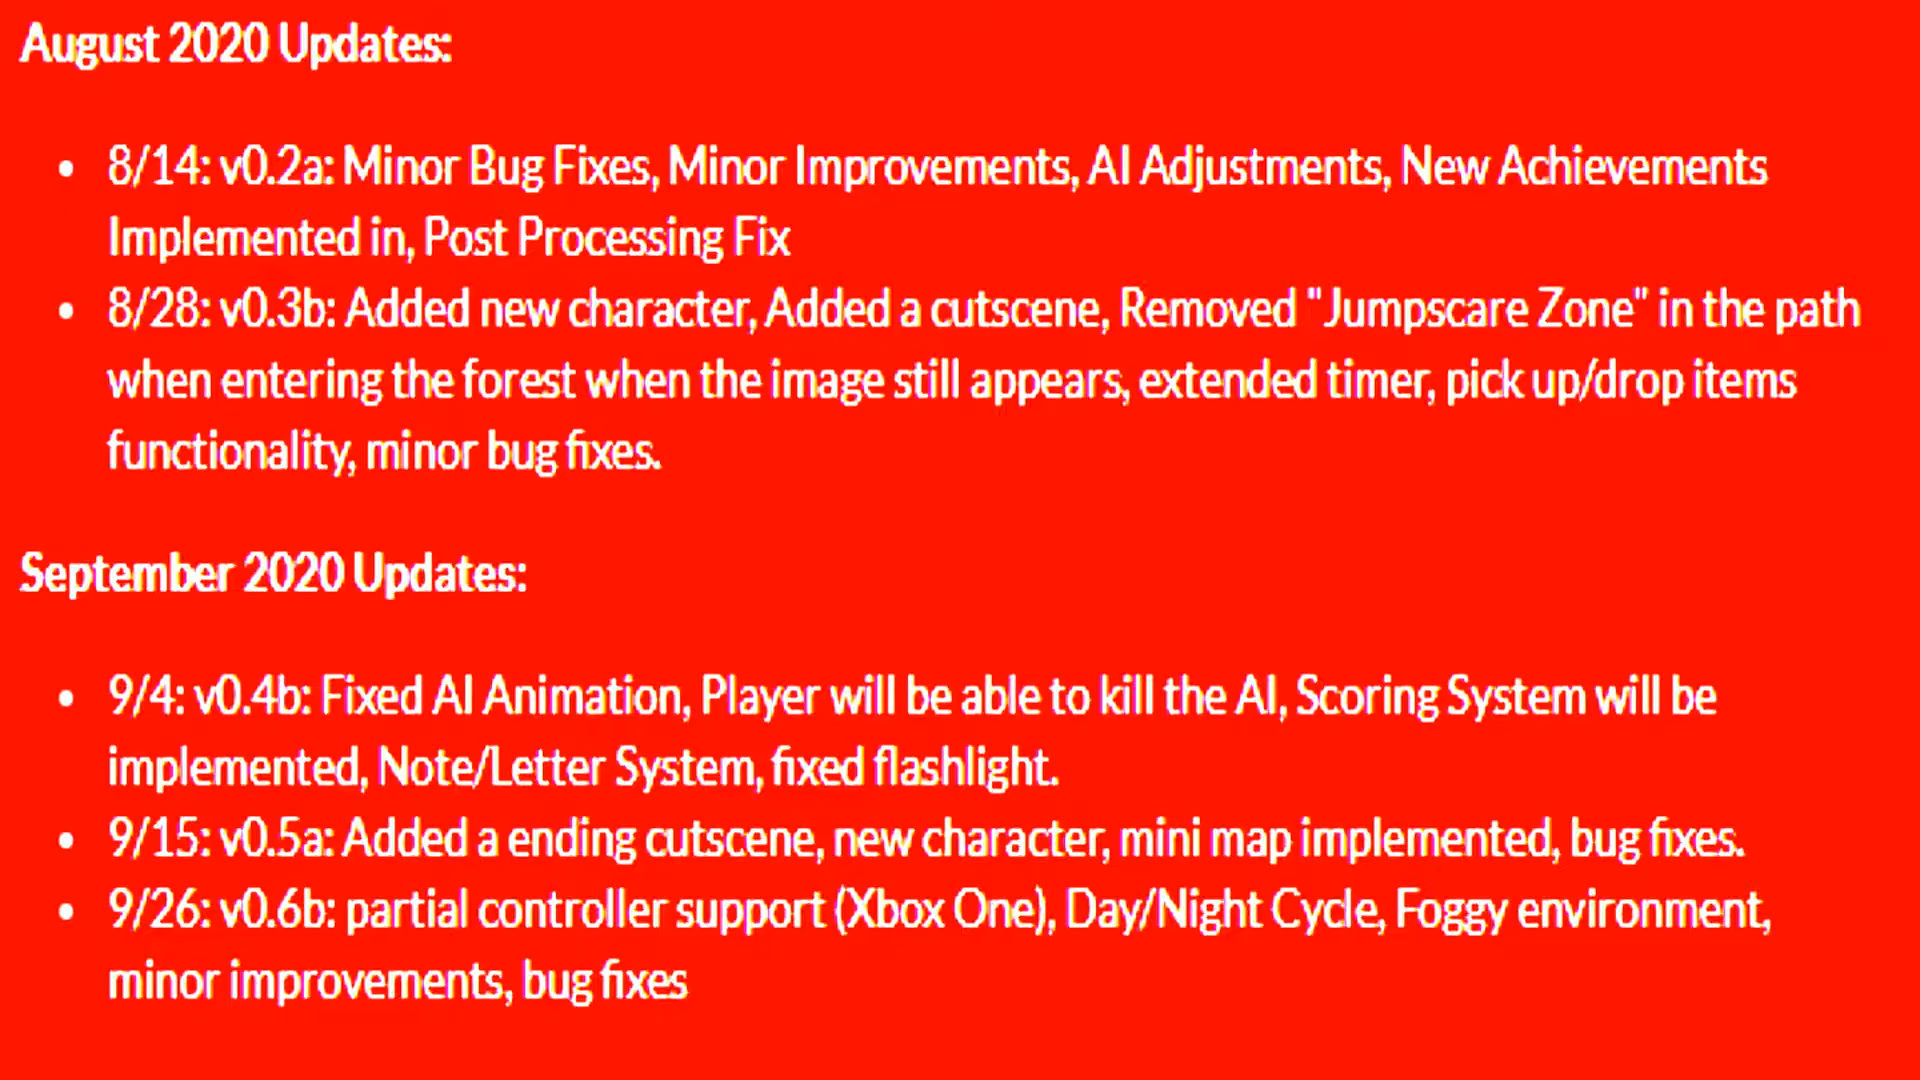 August 2020 Updates:
• 8/14: v0.2a: Minor Bug Fixes, Minor Improvements, AI Adjustments, New Achievements
Implemented in, Post Processing Fix
• 8/28: v0.3b: Added new character, Added a cutscene, Removed "Jumpscare Zone" in the path
when entering the forest when the image still appears, extended timer, pick up/drop items
functionality, minor bug fixes.
September 2020 Updates:
• 9/4: v0.4b: Fixed AI Animation, Player will be able to kill the AI, Scoring System will be
implemented, Note/Letter System, fixed flashlight.
• 9/15: v0.5a: Added a ending cutscene, new character, mini map implemented, bug fixes.
• 9/26: v0.6b: partial controller support (Xbox One), Day/Night Cycle, Foggy environment,
minor improvements, bug fixes